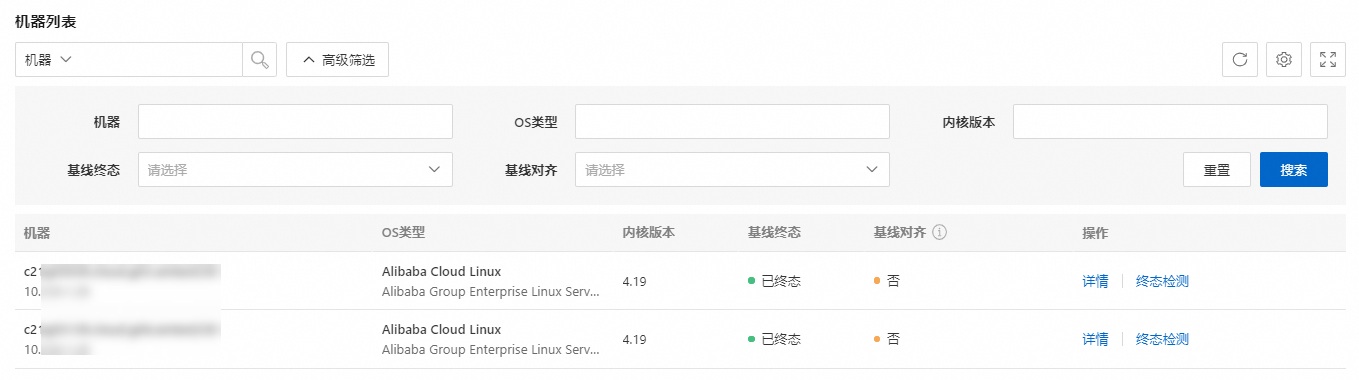 机器列表
机器 高级筛选
机器 OS类型 内核版本
基线终态 请选择 基线对齐 请选择 重置 搜索
机器 OS类型 内核版本 基线终态 基线对齐 操作
c21 Alibaba Cloud Linux 4.19 已终态 否 详情 终态检测
10. Alibaba Group Enterprise Linux Serv...
c21 Alibaba Cloud Linux 4.19 已终态 否 详情 终态检测
10. Alibaba Group Enterprise Linux Serv...